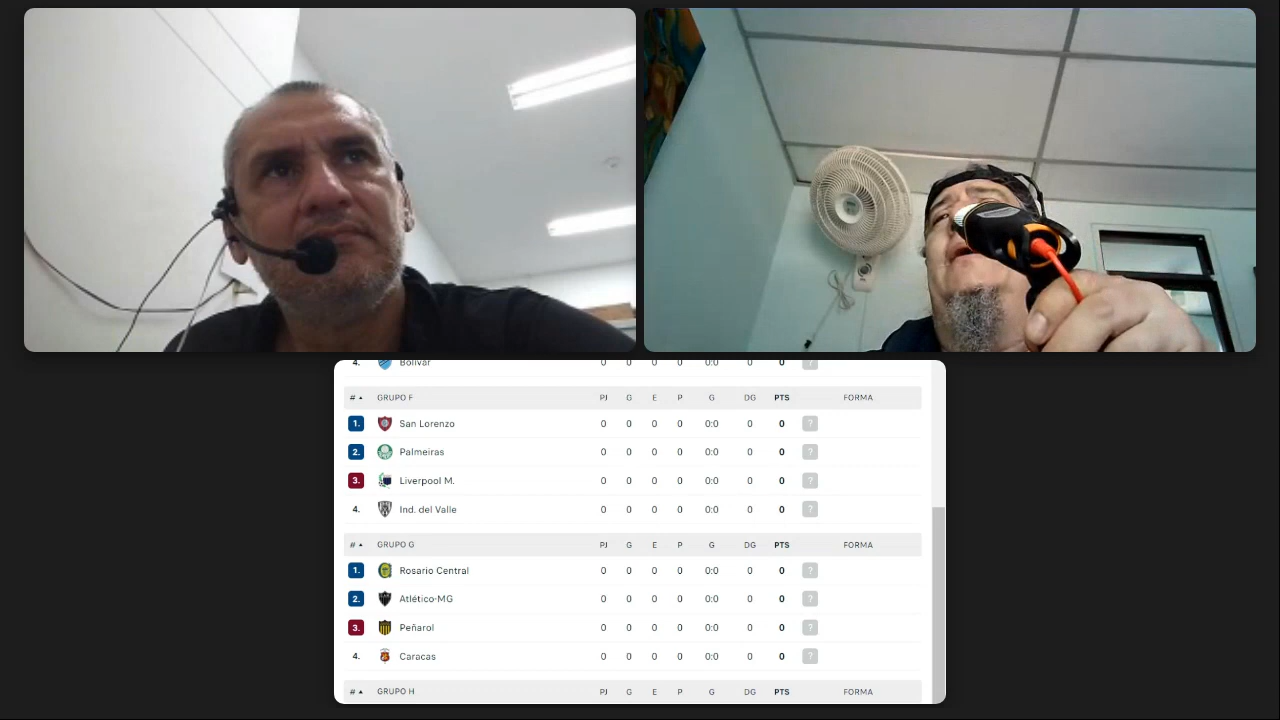 4. Bolívar 0 0 0 0 0:0 0 0 ?
# GRUPO F PJ G E P G DG PTS FORMA
1. San Lorenzo 0 0 0 0 0:0 0 0 ?
2. Palmeiras 0 0 0 0 0:0 0 0 ?
3. Liverpool M. 0 0 0 0 0:0 0 0 ?
4. Ind. del Valle 0 0 0 0 0:0 0 0 ?
# GRUPO G PJ G E P G DG PTS FORMA
1. Rosario Central 0 0 0 0 0:0 0 0 ?
2. Atlético-MG 0 0 0 0 0:0 0 0 ?
3. Peñarol 0 0 0 0 0:0 0 0 ?
4. Caracas 0 0 0 0 0:0 0 0 ?
# GRUPO H PJ G E P G DG PTS FORMA